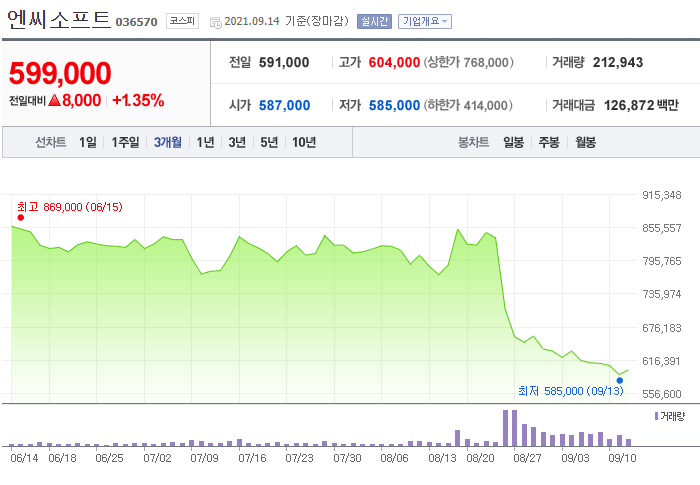 엔씨소프트 036570 코스피 2021.09.14 기준(장마감) 실시간 기업개요
599,000
전일대비 ▲8,000 +1.35%
전일 591,000 고가 604,000 (상한가 768,000) 거래량 212,943
시가 587,000 저가 585,000 (하한가 414,000) 거래대금 126,872 백만
선차트 1일 1주일 3개월 1년 3년 5년 10년 봉차트 일봉 주봉 월봉
최고 869,000 (06/15)
915,348
855,557
795,765
735,974
676,183
616,391
556,600
최저 585,000 (09/13)
거래량
06/14 06/18 06/25 07/02 07/09 07/16 07/23 07/30 08/06 08/13 08/20 08/27 09/03 09/10